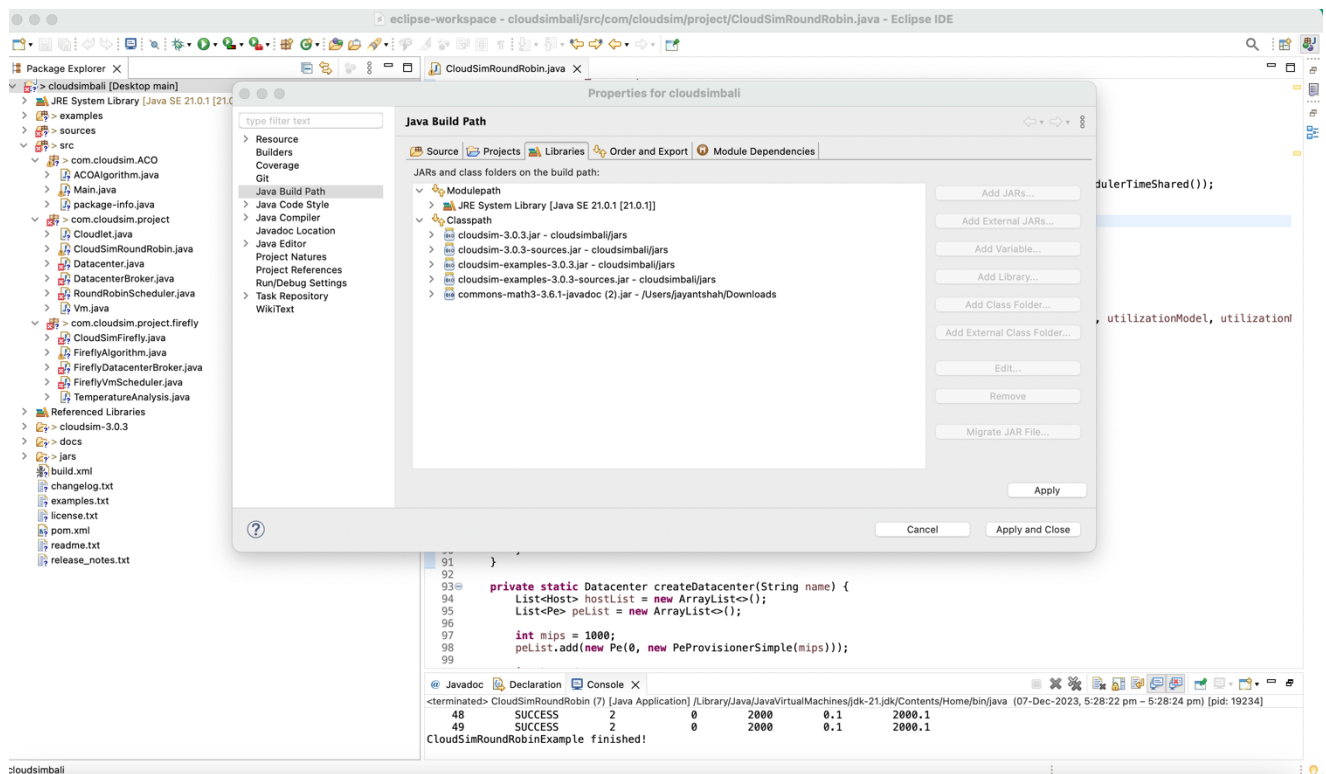 eclipse-workspace - cloudsimbali/src/com/cloudsim/project/CloudSimRoundRobin.java - Eclipse IDE
Package Explorer
> cloudsimbali [Desktop main]
JRE System Library [Java SE 21.0.1 [21.0
> examples
> sources
> src
> com.cloudsim.ACO
ACOAlgorithm.java
Main.java
package-info.java
> com.cloudsim.project
Cloudlet.java
CloudSimRoundRobin.java
Datacenter.java
DatacenterBroker.java
RoundRobinScheduler.java
Vm.java
> com.cloudsim.project.firefly
CloudSimFirefly.java
FireflyAlgorithm.java
FireflyDatacenterBroker.java
FireflyVmScheduler.java
TemperatureAnalysis.java
Referenced Libraries
> cloudsim-3.0.3
> docs
> jars
build.xml
changelog.txt
examples.txt
license.txt
pom.xml
readme.txt
release_notes.txt
CloudSimRoundRobin.java
Properties for cloudsimbali
type filter text
Resource
Builders
Coverage
Git
Java Build Path
Java Code Style
Java Compiler
Javadoc Location
Java Editor
Project Natures
Project References
Run/Debug Settings
Task Repository
WikiText
Java Build Path
Source Projects Libraries Order and Export Module Dependencies
JARs and class folders on the build path:
Modulepath
JRE System Library [Java SE 21.0.1 [21.0.1]]
Classpath
cloudsim-3.0.3.jar - cloudsimbali/jars
cloudsim-3.0.3-sources.jar - cloudsimbali/jars
cloudsim-examples-3.0.3.jar - cloudsimbali/jars
cloudsim-examples-3.0.3-sources.jar - cloudsimbali/jars
commons-math3-3.6.1-javadoc (2).jar - /Users/jayantshah/Downloads
Add JARs...
Add External JARs...
Add Variable...
Add Library...
Add Class Folder...
Add External Class Folder...
Edit...
Remove
Migrate JAR File...
Apply
Cancel Apply and Close
dulerTimeShared());
, utilizationModel, utilizationM
91 }
92
93 private static Datacenter createDatacenter(String name) {
94 List<Host> hostList = new ArrayList<>();
95 List<Pe> peList = new ArrayList<>();
96
97 int mips = 1000;
98 peList.add(new Pe(0, new PeProvisionerSimple(mips)));
99
Javadoc Declaration Console
<terminated> CloudSimRoundRobin (7) [Java Application] /Library/Java/JavaVirtualMachines/jdk-21.jdk/Contents/Home/bin/java (07-Dec-2023, 5:28:22 pm – 5:28:24 pm) [pid: 19234]
48 SUCCESS 2 0 2000 0.1 2000.1
49 SUCCESS 2 0 2000 0.1 2000.1
CloudSimRoundRobinExample finished!
cloudsimbali